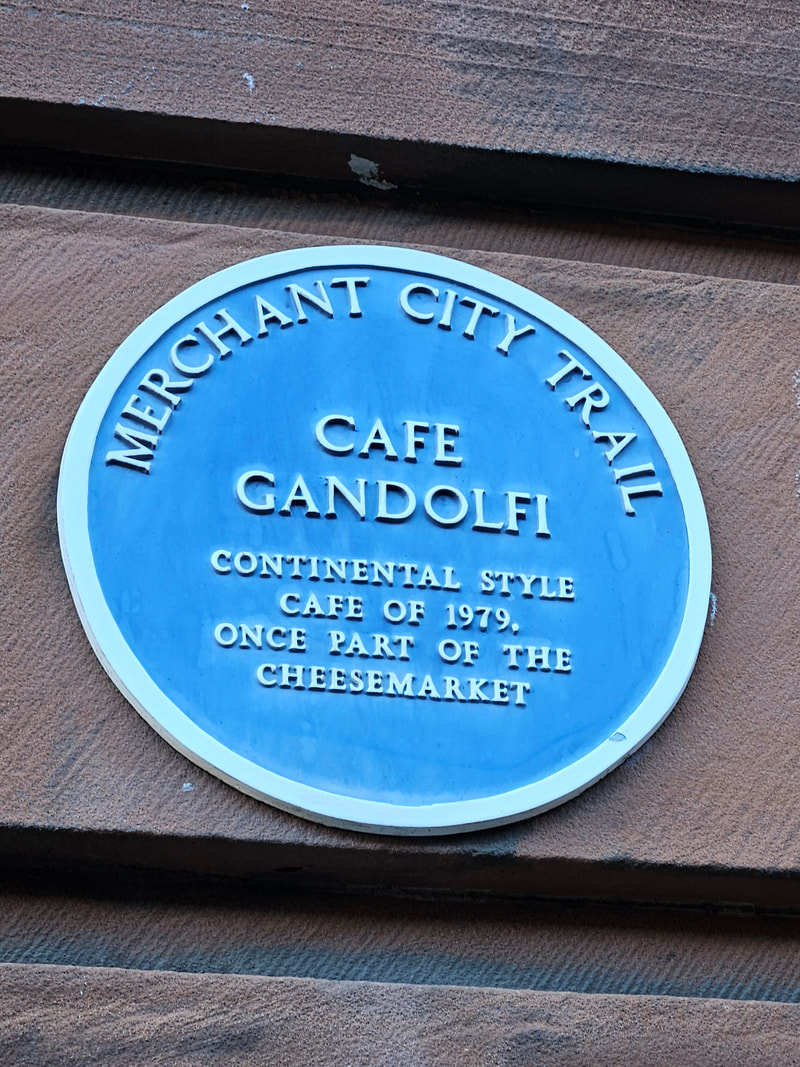 MERCHANT CITY TRAIL
CAFE
GANDOLFI
CONTINENTAL STYLE
CAFE OF 1979.
ONCE PART OF THE
CHEESEMARKET